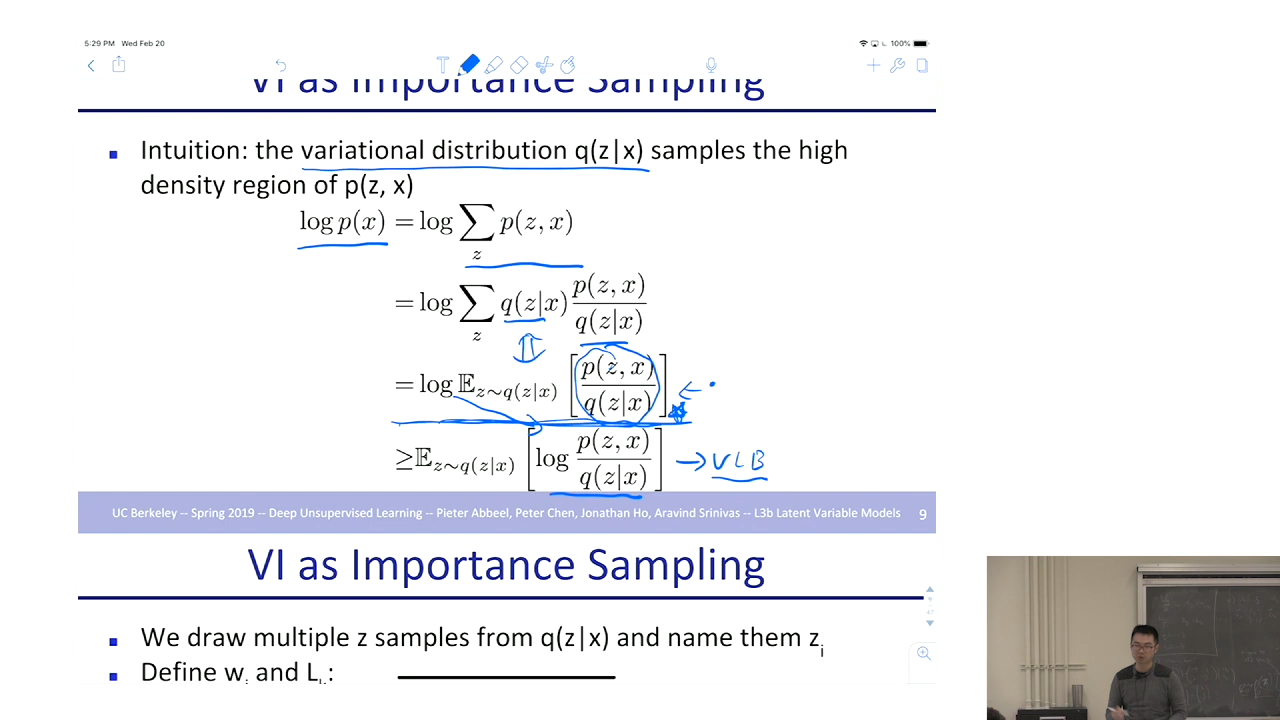 5:29 PM Wed Feb 20
100%
VI as Importance Sampling
Intuition: the variational distribution q(z|x) samples the high
density region of p(z, x)
log p(x) = log ∑_z p(z, x)
= log ∑_z q(z|x) p(z, x) / q(z|x)
= log 𝔼_{z∼q(z|x)} [ p(z, x) / q(z|x) ]
≥ 𝔼_{z∼q(z|x)} [ log p(z, x) / q(z|x) ] → VLB
UC Berkeley -- Spring 2019 -- Deep Unsupervised Learning -- Pieter Abbeel, Peter Chen, Jonathan Ho, Aravind Srinivas -- L3b Latent Variable Models 9
VI as Importance Sampling
We draw multiple z samples from q(z|x) and name them z_i
Define w_i and L_k: